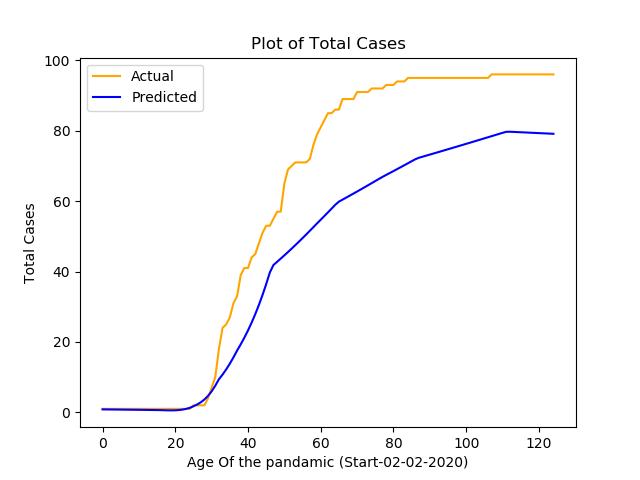 Plot of Total Cases
Actual
Predicted
100
80
60
40
20
0
Total Cases
0 20 40 60 80 100 120
Age Of the pandamic (Start-02-02-2020)